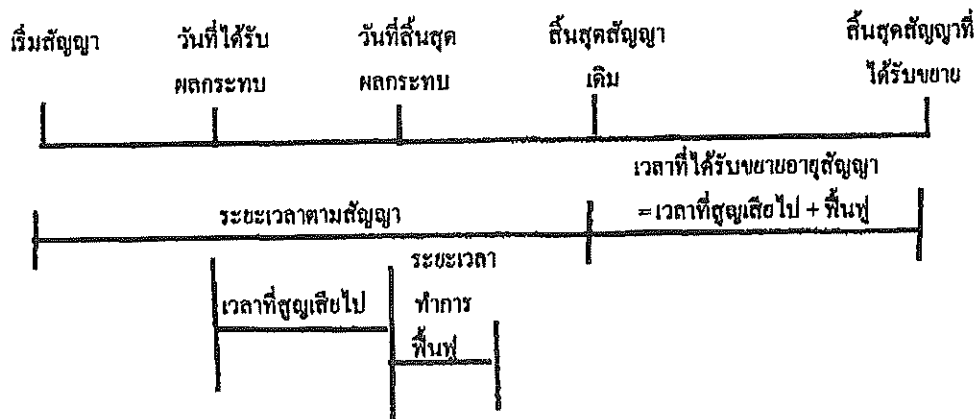 เริ่มสัญญา
วันที่ได้รับ
ผลกระทบ
วันที่สิ้นสุด
ผลกระทบ
สิ้นสุดสัญญา
เดิม
สิ้นสุดสัญญาที่
ได้รับขยาย
เวลาที่ได้รับขยายอายุสัญญา
=เวลาที่สูญเสียไป + ฟื้นฟู
ระยะเวลาตามสัญญา
เวลาที่สูญเสียไป
ระยะเวลา
ทำการ
ฟื้นฟู